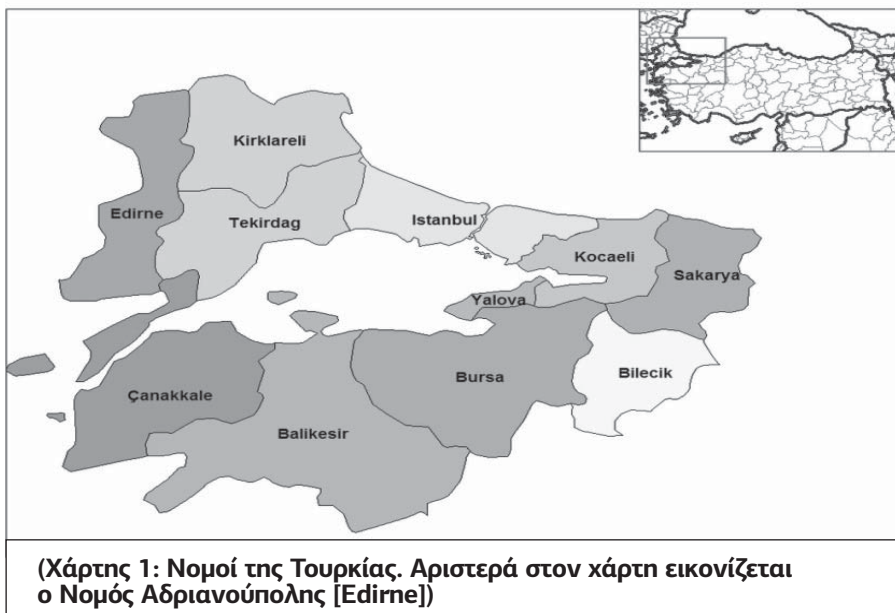 Kirklareli
Edirne
Tekirdag
Istanbul
Kocaeli
Sakarya
Yalova
Bursa
Bilecik
Çanakkale
Balikesir
(Χάρτης 1: Νομοί της Τουρκίας. Αριστερά στον χάρτη εικονίζεται
ο Νομός Αδριανούπολης [Edirne])